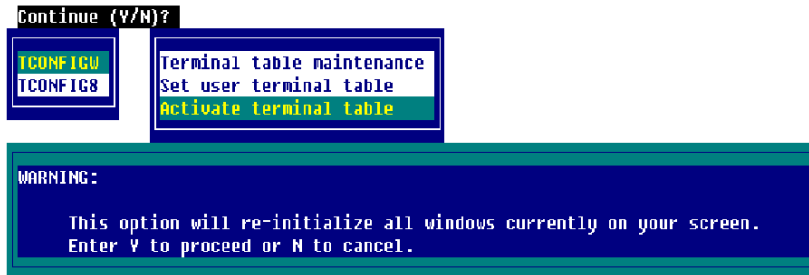 Continue (Y/N)?
TCONFIGW
TCONFIG8
Terminal table maintenance
Set user terminal table
Activate terminal table
WARNING:
This option will re-initialize all windows currently on your screen.
Enter Y to proceed or N to cancel.